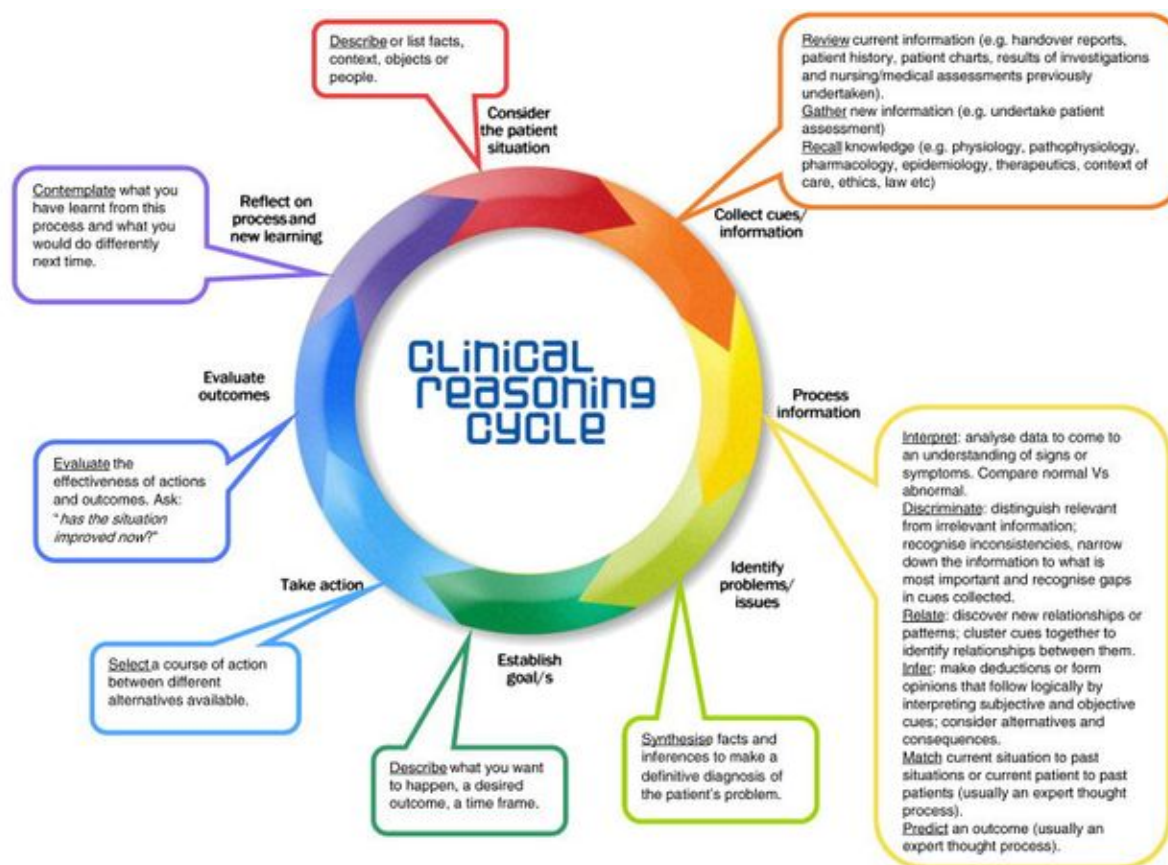 Describe or list facts,
context, objects or
people.
Consider
the patient
situation
Review current information (e.g. handover reports,
patient history, patient charts, results of investigations
and nursing/medical assessments previously
undertaken).
Gather new information (e.g. undertake patient
assessment)
Recall knowledge (e.g. physiology, pathophysiology,
pharmacology, epidemiology, therapeutics, context of
care, ethics, law etc)
Collect cues/
information
Process
information
Interpret: analyse data to come to
an understanding of signs or
symptoms. Compare normal Vs
abnormal.
Discriminate: distinguish relevant
from irrelevant information;
recognise inconsistencies, narrow
down the information to what is
most important and recognise gaps
in cues collected.
Relate: discover new relationships or
patterns; cluster cues together to
identify relationships between them.
Infer: make deductions or form
opinions that follow logically by
interpreting subjective and objective
cues; consider alternatives and
consequences.
Match current situation to past
situations or current patient to past
patients (usually an expert thought
process).
Predict an outcome (usually an
expert thought process).
Identify
problems/
issues
Synthesise facts and
inferences to make a
definitive diagnosis of
the patient's problem.
Establish
goal/s
Describe what you want
to happen, a desired
outcome, a time frame.
Take action
Select a course of action
between different
alternatives available.
Evaluate
outcomes
Evaluate the
effectiveness of actions
and outcomes. Ask:
"has the situation
improved now?"
Reflect on
process and
new learning
Contemplate what you
have learnt from this
process and what you
would do differently
next time.
CLINICAL
REASONING
CYCLE